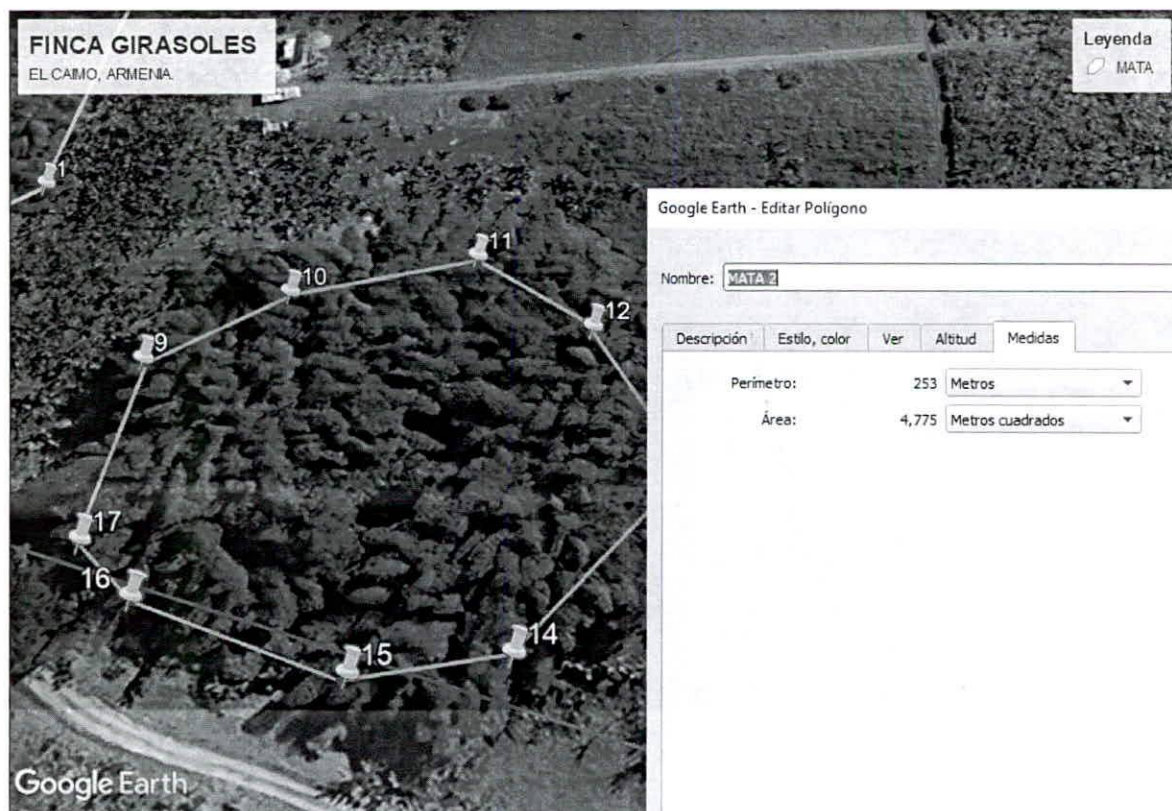 FINCA GIRASOLES
EL CAIMO, ARMENIA.
Leyenda
MATA
1
11
10
12
9
17
16
15
14
Google Earth
Google Earth - Editar Polígono
Nombre: MATA 2
Descripción Estilo, color Ver Altitud Medidas
Perímetro: 253 Metros
Área: 4,775 Metros cuadrados